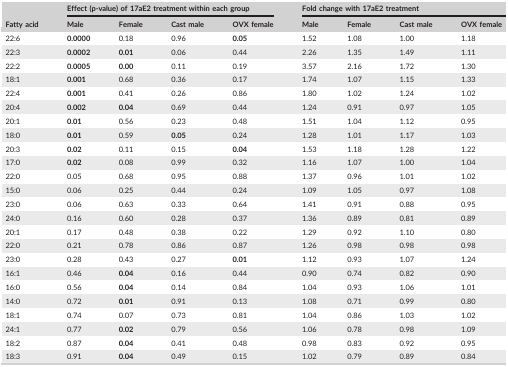 Effect (p-value) of 17aE2 treatment within each group Fold change with 17aE2 treatment
Fatty acid Male Female Cast male OVX female Male Female Cast male OVX female
22:6 0.0000 0.18 0.96 0.05 1.52 1.08 1.00 1.18
22:3 0.0002 0.01 0.06 0.44 2.26 1.35 1.49 1.11
22:2 0.0005 0.00 0.11 0.19 3.57 2.16 1.72 1.30
18:1 0.001 0.68 0.36 0.17 1.74 1.07 1.15 1.33
22:4 0.001 0.41 0.26 0.86 1.80 1.02 1.24 1.02
20:4 0.002 0.04 0.69 0.44 1.24 0.91 0.97 1.05
20:1 0.01 0.56 0.23 0.48 1.51 1.04 1.12 0.95
18:0 0.01 0.59 0.05 0.24 1.28 1.01 1.17 1.03
20:3 0.02 0.11 0.15 0.04 1.53 1.18 1.28 1.22
17:0 0.02 0.08 0.99 0.32 1.16 1.07 1.00 1.04
22:0 0.05 0.68 0.95 0.88 1.37 0.96 1.01 1.02
15:0 0.06 0.25 0.44 0.24 1.09 1.05 0.97 1.08
23:0 0.06 0.63 0.33 0.64 1.41 0.91 0.88 0.95
24:0 0.16 0.60 0.28 0.37 1.36 0.89 0.81 0.89
20:1 0.17 0.48 0.38 0.22 1.29 0.92 1.10 0.80
22:0 0.21 0.78 0.86 0.87 1.26 0.98 0.98 0.98
23:0 0.28 0.43 0.27 0.01 1.12 0.93 1.07 1.24
16:1 0.46 0.04 0.16 0.44 0.90 0.74 0.82 0.90
16:0 0.56 0.04 0.14 0.84 1.04 0.93 1.06 1.01
14:0 0.72 0.01 0.91 0.13 1.08 0.71 0.99 0.80
18:1 0.74 0.07 0.73 0.81 1.04 0.86 1.03 1.02
24:1 0.77 0.02 0.79 0.56 1.06 0.78 0.98 1.09
18:2 0.87 0.04 0.41 0.48 0.98 0.83 0.92 0.95
18:3 0.91 0.04 0.49 0.15 1.02 0.79 0.89 0.84